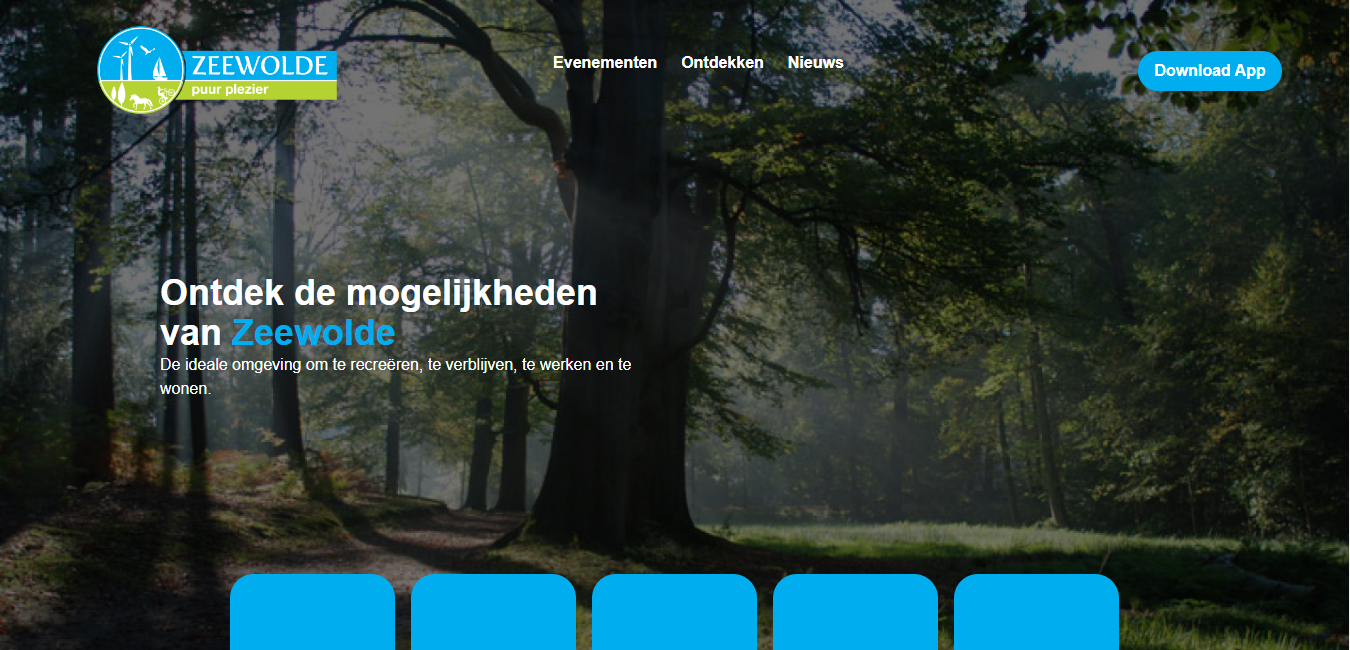 ZEEWOLDE
puur plezier
Evenementen Ontdekken Nieuws
Download App
Ontdek de mogelijkheden
van Zeewolde
De ideale omgeving om te recreëren, te verblijven, te werken en te
wonen.